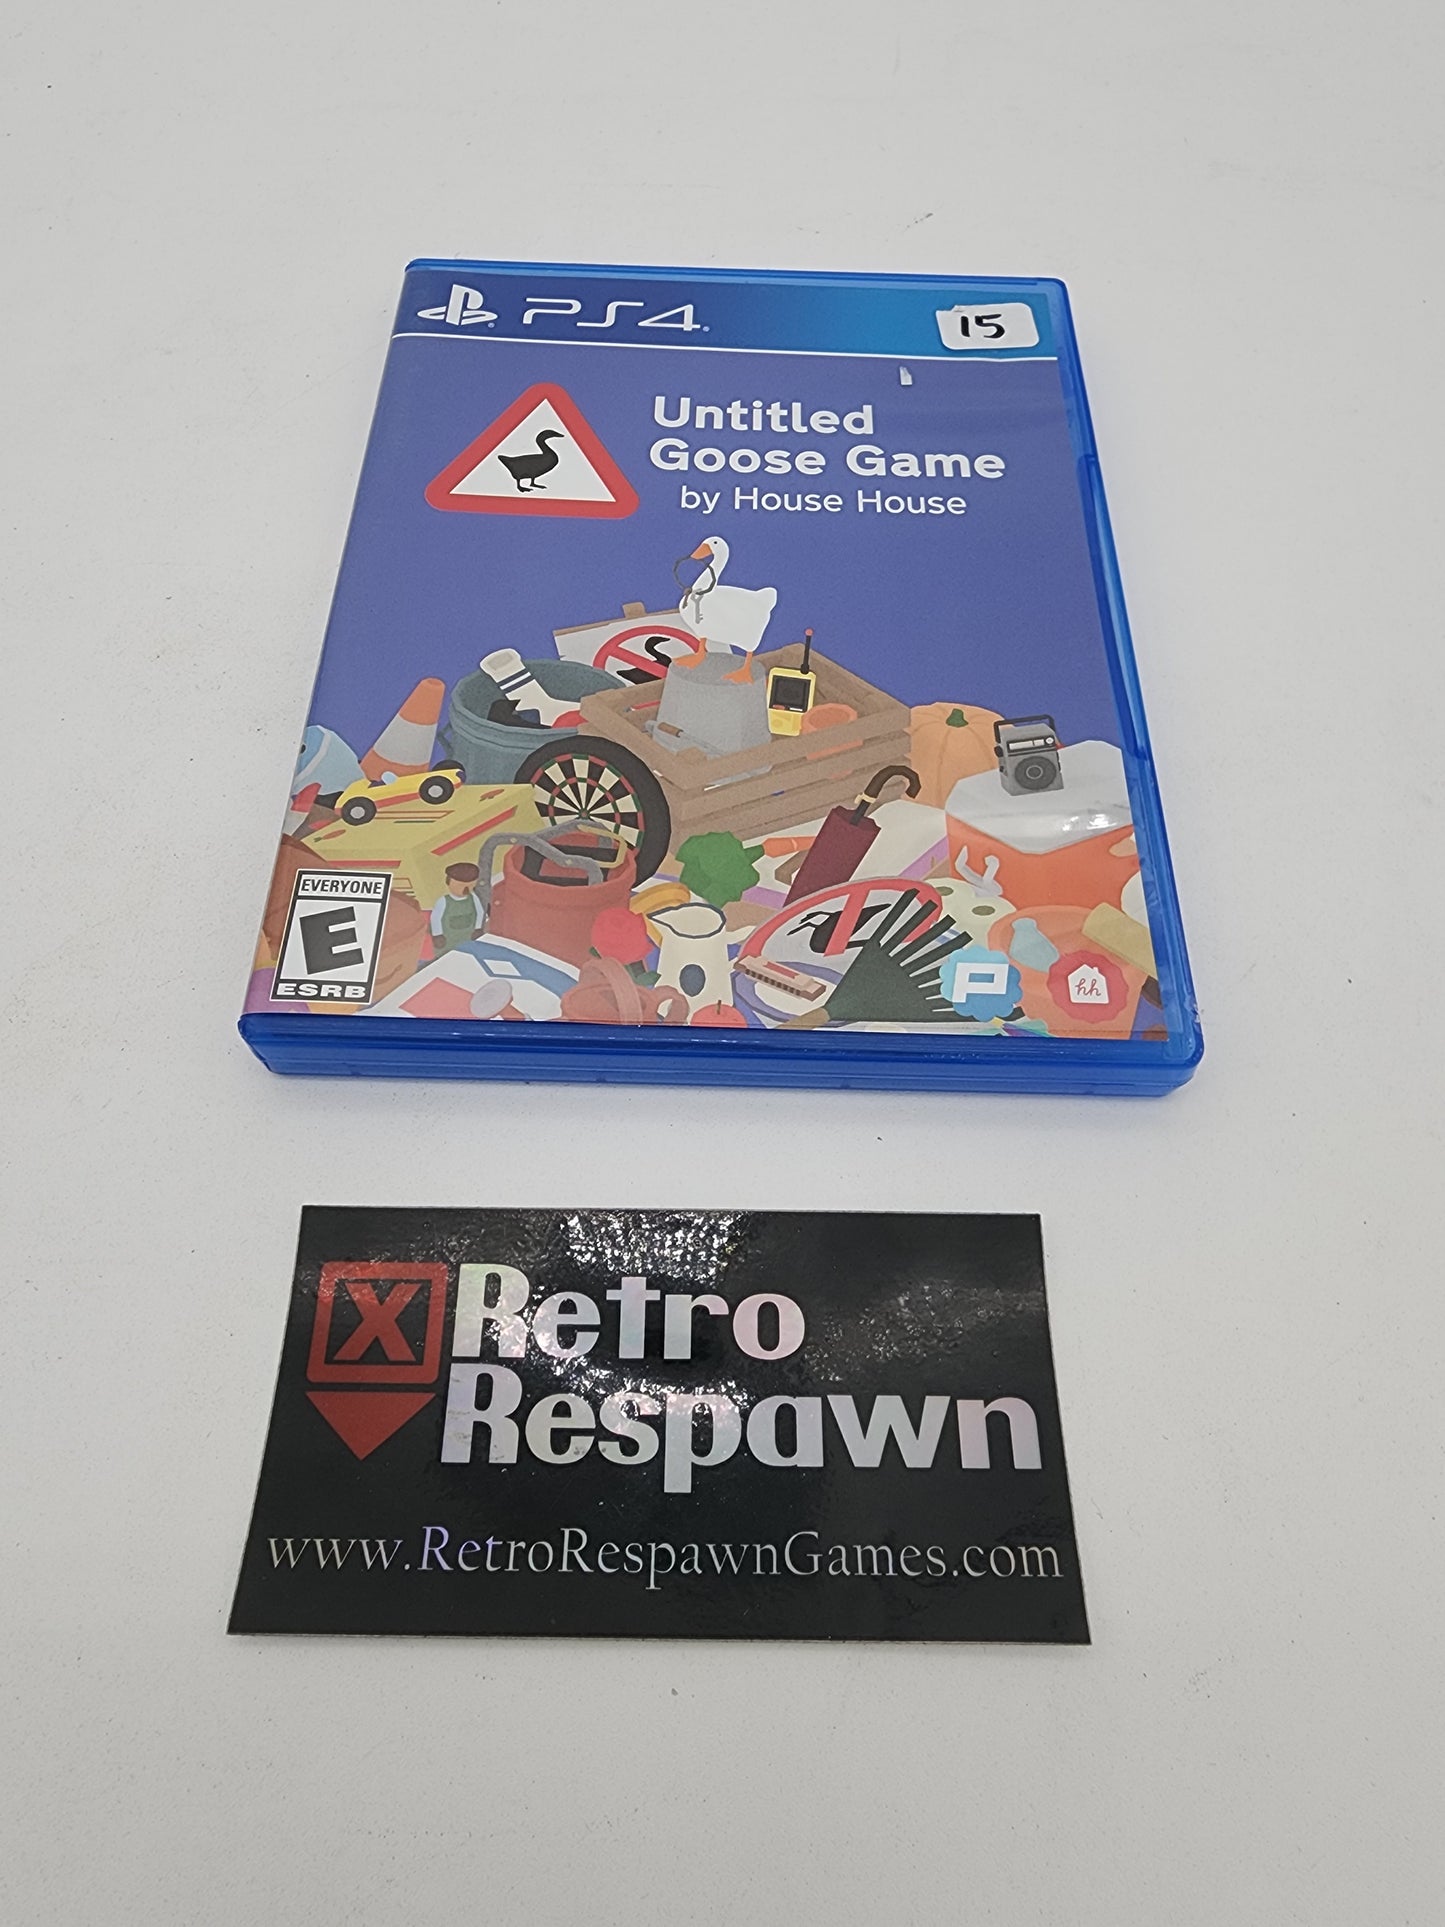 PS4
15
Untitled
Goose Game
by House House
EVERYONE
E
ESRB
P
hh
X
Retro
Respawn
www.RetroRespawnGames.com